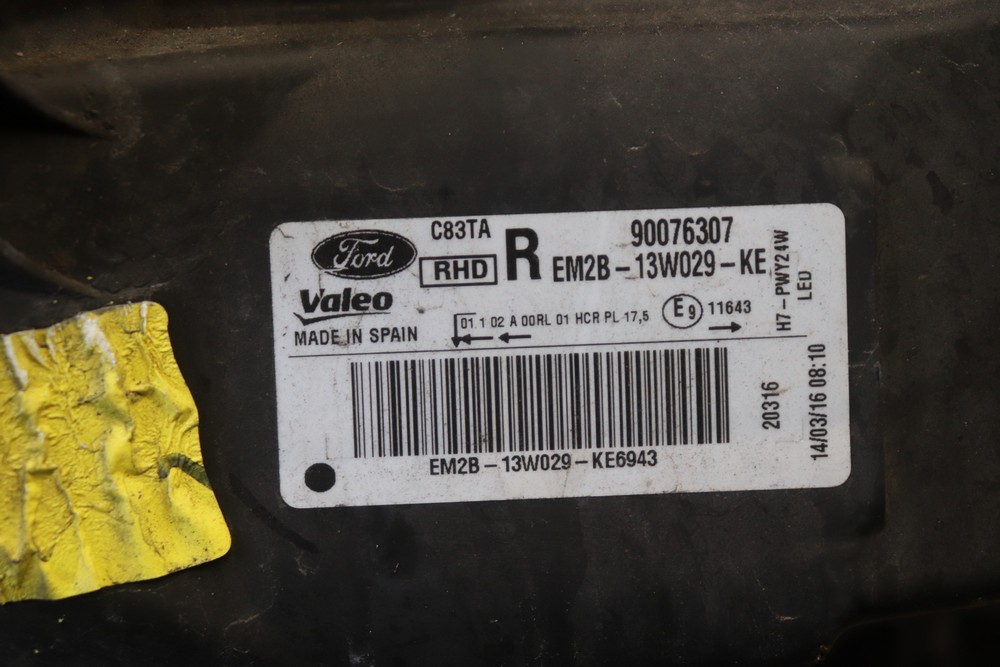 C83TA
Ford
RHD
R
90076307
EM2B-13W029-KE
Valeo
MADE IN SPAIN
01 1 02 A 00RL 01 HCR PL 17,5
E9
11643
H7-PWY24W
LED
EM2B-13W029-KE6943
20316
14/03/16 08:10